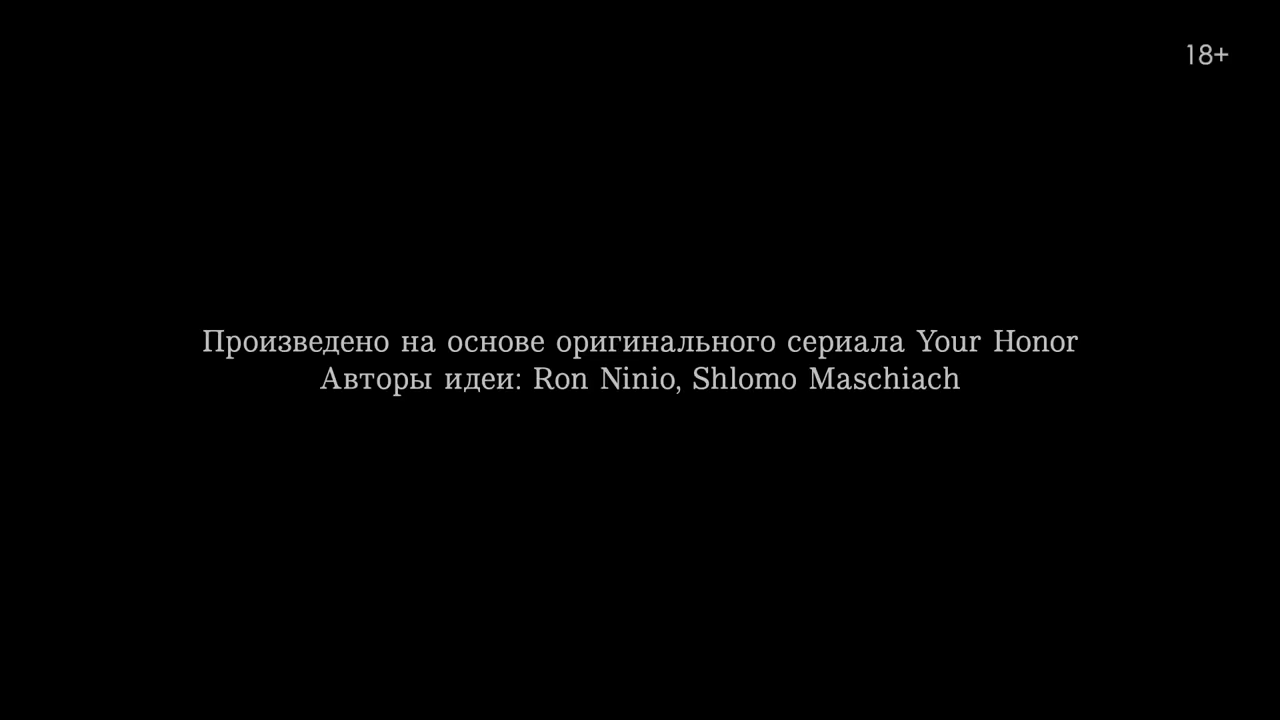 18+
Произведено на основе оригинального сериала Your Honor
Авторы идеи: Ron Ninio, Shlomo Maschiach